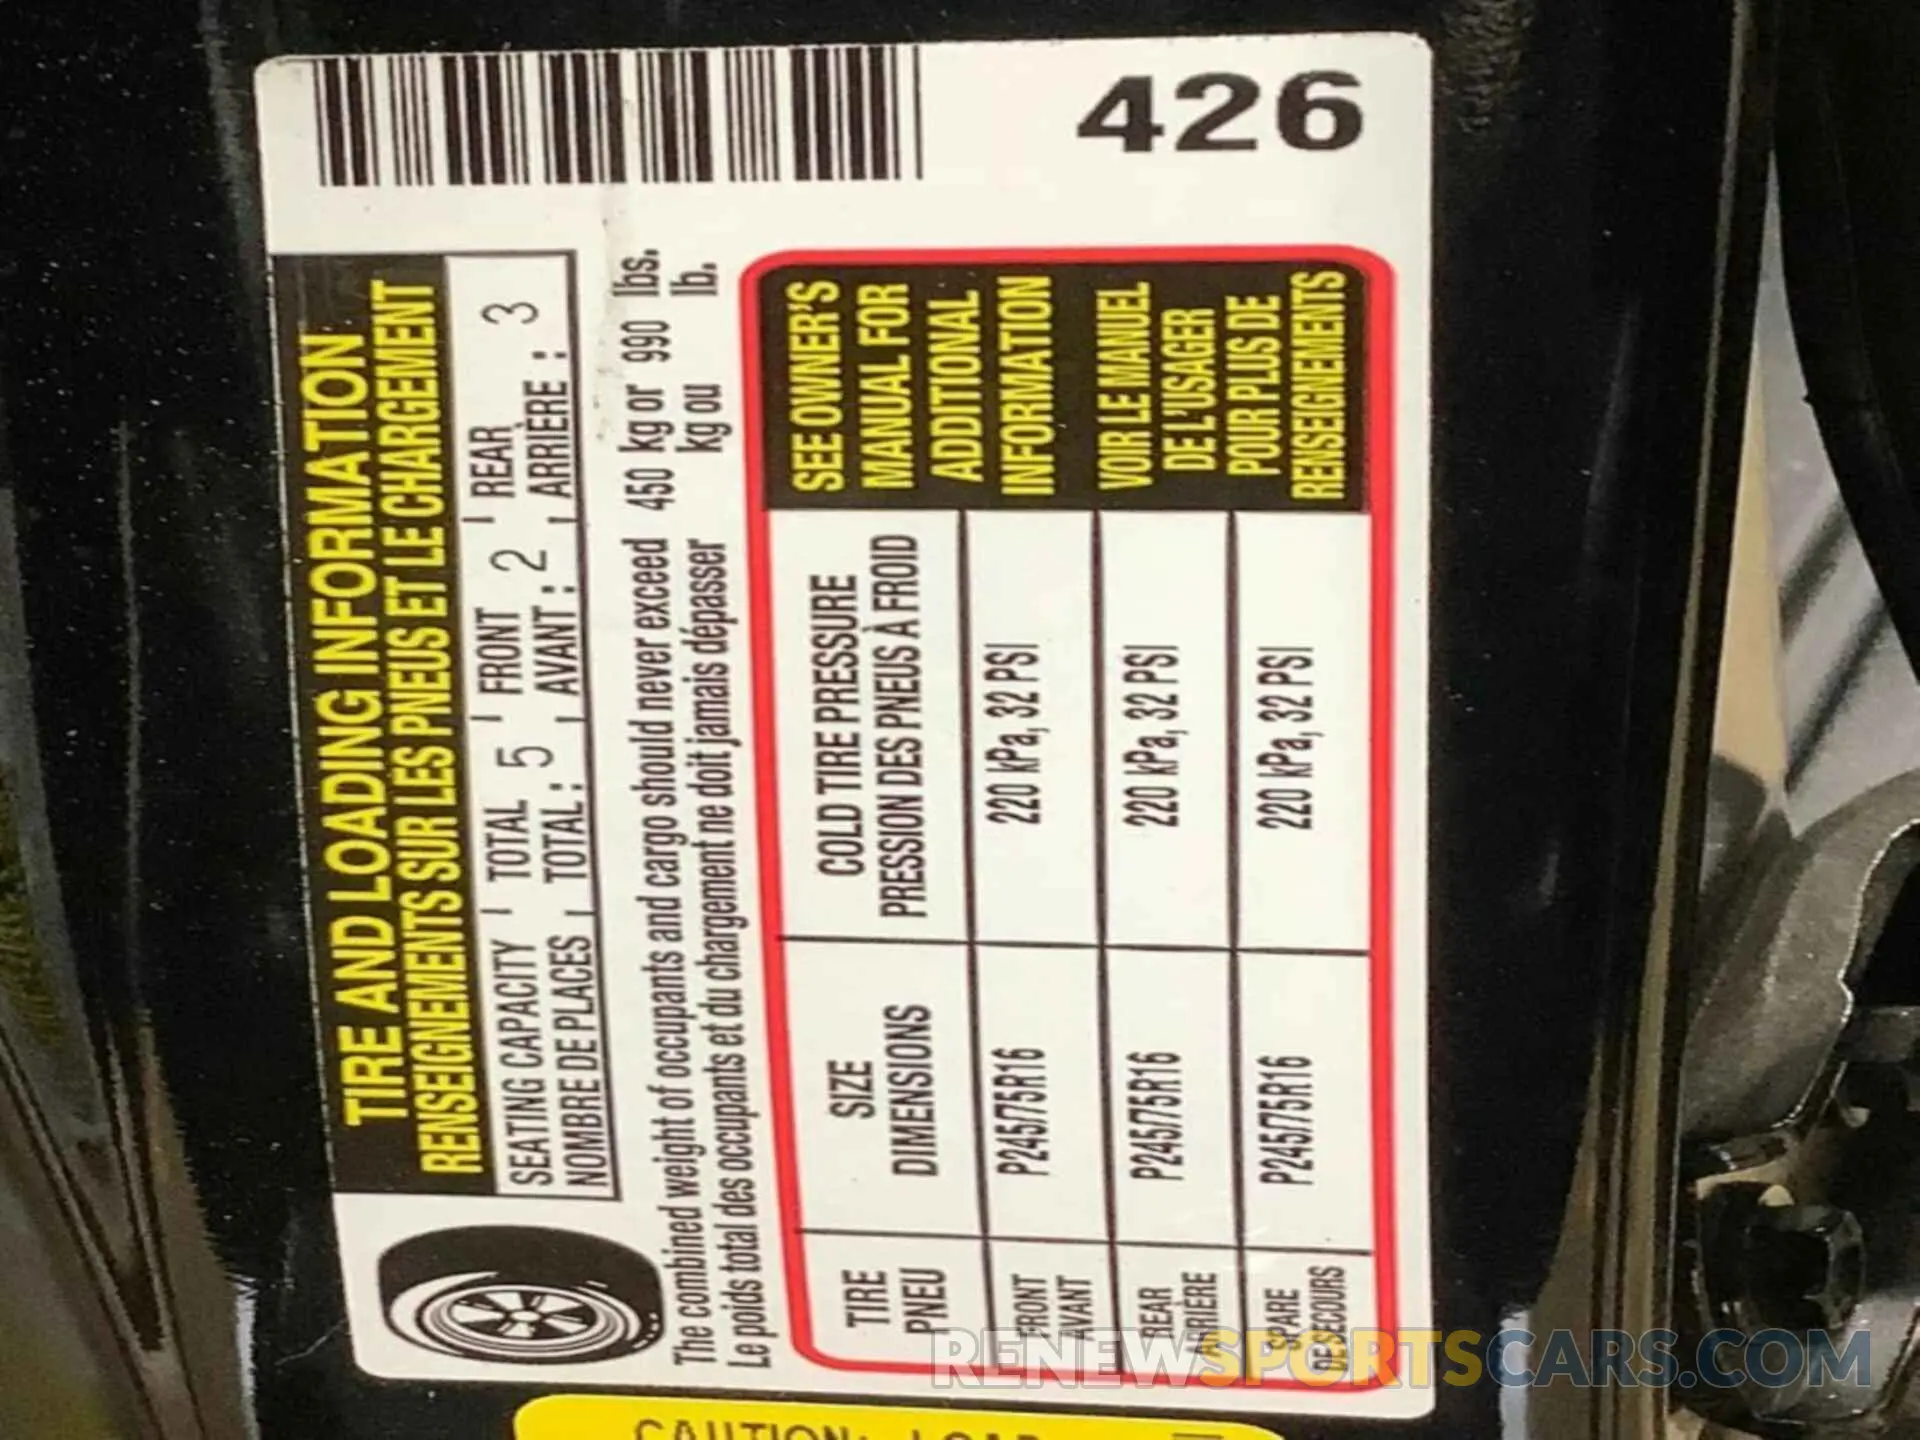 TIRE AND LOADING INFORMATION
RENSEIGNEMENTS SUR LES PNEUS ET LE CHARGEMENT
SEATING CAPACITY TOTAL 5 FRONT 2 REAR 3
NOMBRE DE PLACES TOTAL: AVANT: ARRIÈRE:
The combined weight of occupants and cargo should never exceed 450 kg or 990 lbs.
Le poids total des occupants et du chargement ne doit jamais dépasser kg ou lb.
TIRE
PNEU
SIZE
DIMENSIONS
COLD TIRE PRESSURE
PRESSION DES PNEUS À FROID
FRONT
AVANT
P245/75R16
220 kPa, 32 PSI
REAR
ARRIÈRE
P245/75R16
220 kPa, 32 PSI
SPARE
DE SECOURS
P245/75R16
220 kPa, 32 PSI
SEE OWNER'S
MANUAL FOR
ADDITIONAL
INFORMATION
VOIR LE MANUEL
DE L'USAGER
POUR PLUS DE
RENSEIGNEMENTS
426
CAUTION: LOAD
RENEWSPORTSCARS.COM